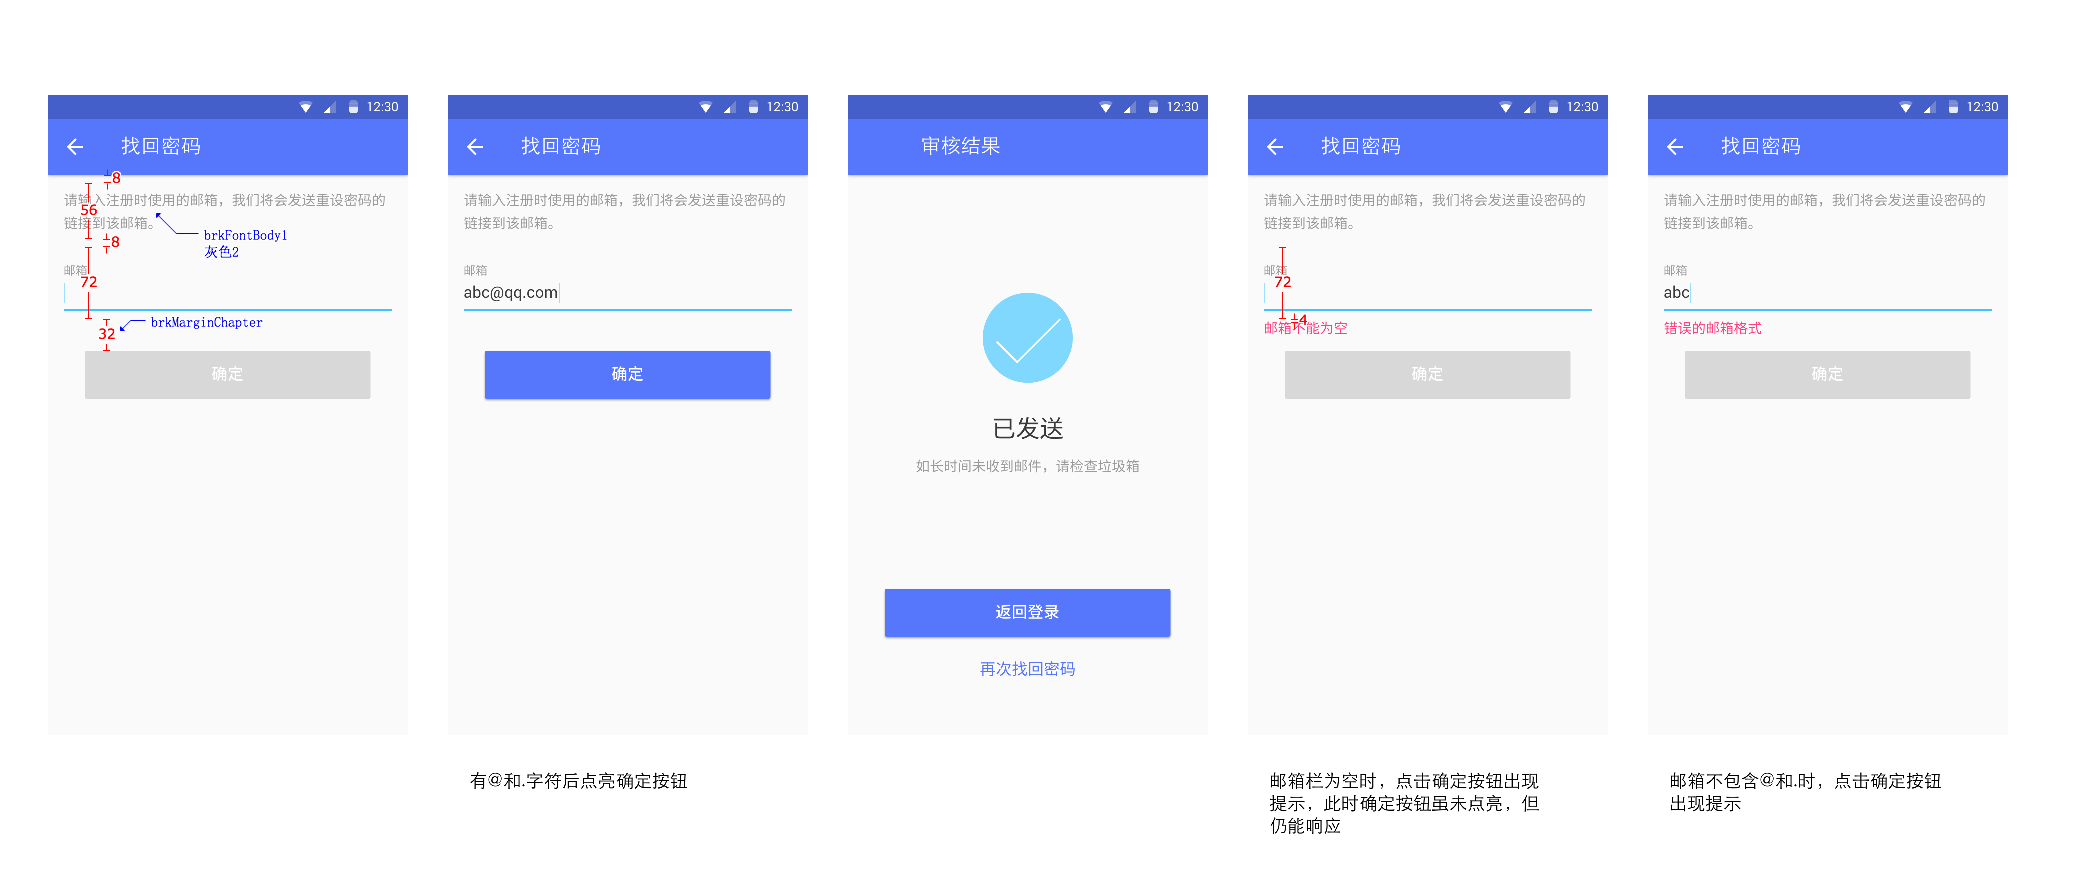 12:30
找回密码
8
请输入注册时使用的邮箱，我们将会发送重设密码的
56
链接到该邮箱。
brkFontBody1
灰色2
8
邮箱
72
brkMarginChapter
32
确定
12:30
找回密码
请输入注册时使用的邮箱，我们将会发送重设密码的
链接到该邮箱。
邮箱
abc@qq.com
确定
有@和.字符后点亮确定按钮
12:30
审核结果
已发送
如长时间未收到邮件，请检查垃圾箱
返回登录
再次找回密码
12:30
找回密码
请输入注册时使用的邮箱，我们将会发送重设密码的
链接到该邮箱。
邮箱
72
4
邮箱不能为空
确定
邮箱栏为空时，点击确定按钮出现
提示，此时确定按钮虽未点亮，但
仍能响应
12:30
找回密码
请输入注册时使用的邮箱，我们将会发送重设密码的
链接到该邮箱。
邮箱
abc
错误的邮箱格式
确定
邮箱不包含@和.时，点击确定按钮
出现提示